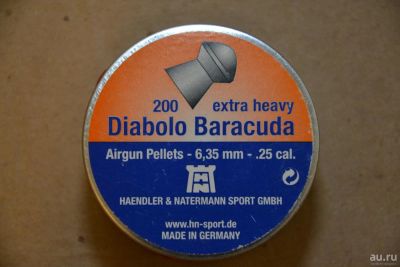 200 extra heavy
Diabolo Baracuda
Airgun Pellets - 6,35 mm - .25 cal.
HAENDLER & NATERMANN SPORT GMBH
www.hn-sport.de
MADE IN GERMANY
au.ru